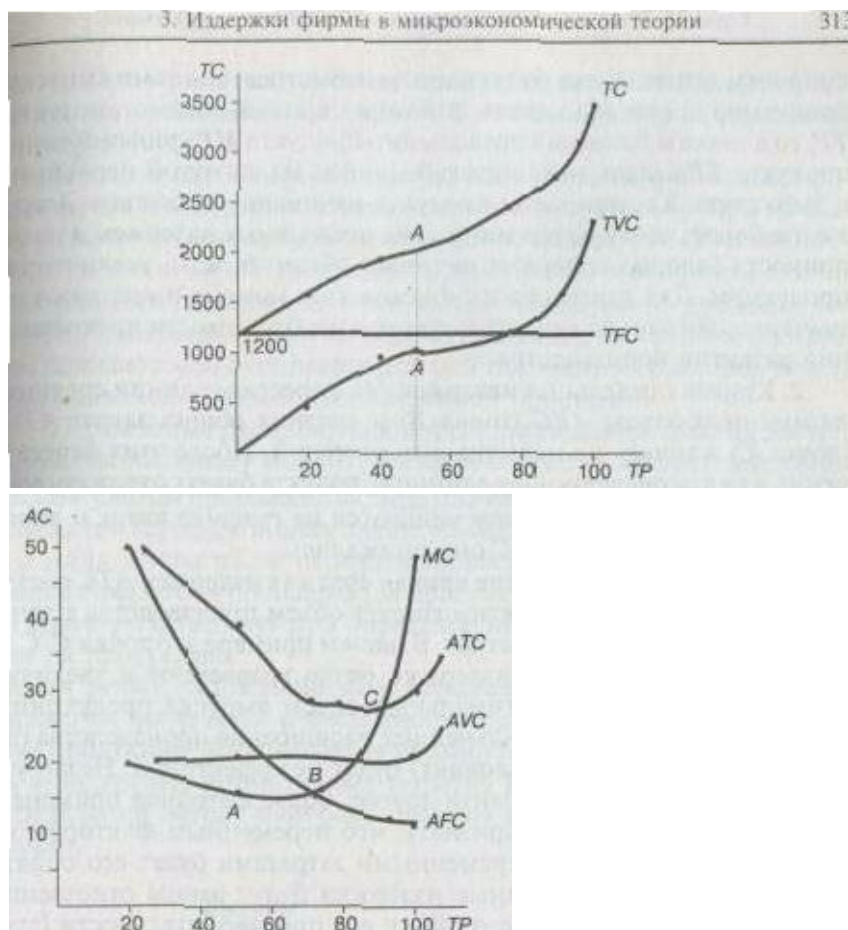 3. Издержки фирмы в микроэкономической теории 313
TC
3500
TC
3000
2500
A
TVC
2000
1500
1200
TFC
1000
A
500
20 40 60 80 100 TP
AC
50
MC
40
ATC
30
C
AVC
20
B
A
AFC
10
20 40 60 80 100 TP